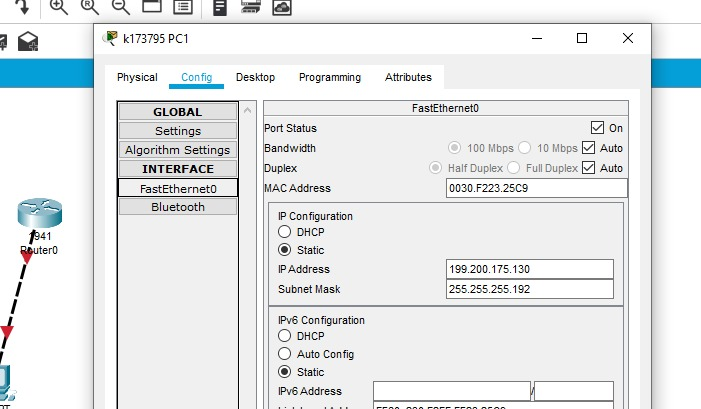 k173795 PC1
Physical Config Desktop Programming Attributes
GLOBAL
Settings
Algorithm Settings
INTERFACE
FastEthernet0
Bluetooth
FastEthernet0
Port Status On
Bandwidth 100 Mbps 10 Mbps Auto
Duplex Half Duplex Full Duplex Auto
MAC Address 0030.F223.25C9
IP Configuration
DHCP
Static
IP Address 199.200.175.130
Subnet Mask 255.255.255.192
IPv6 Configuration
DHCP
Auto Config
Static
IPv6 Address /
1941
Router0